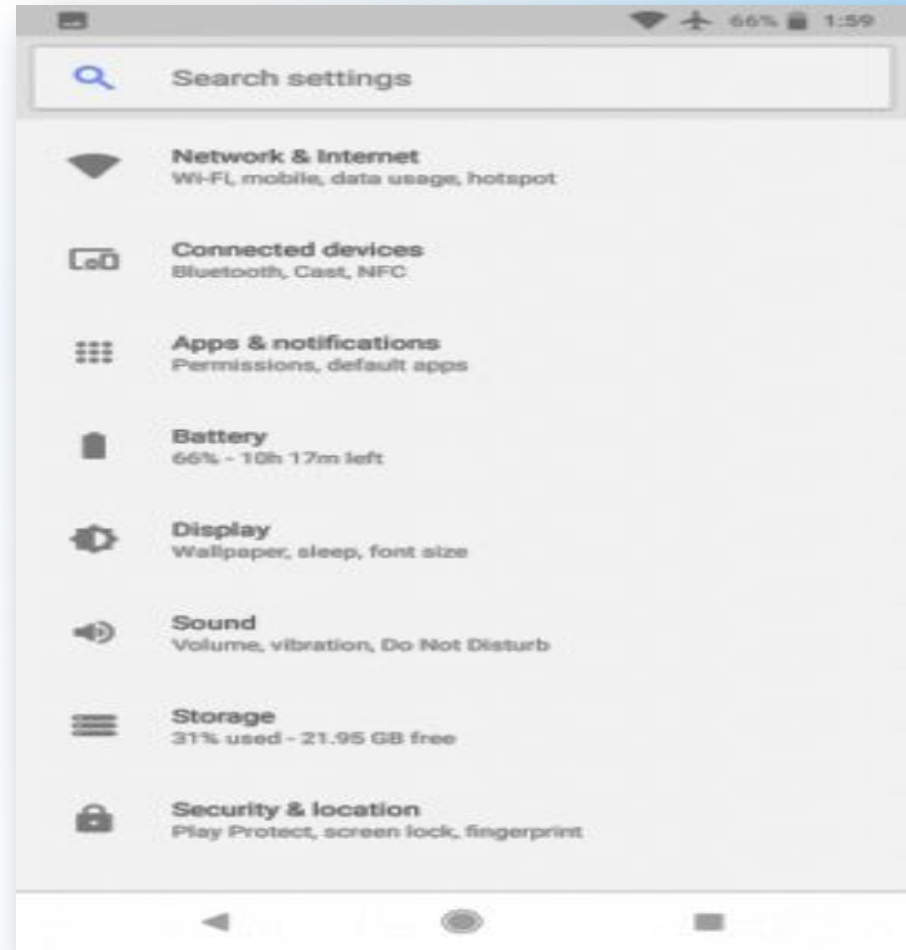 66% 1:59
Search settings
Network & Internet
Wi-Fi, mobile, data usage, hotspot
Connected devices
Bluetooth, Cast, NFC
Apps & notifications
Permissions, default apps
Battery
66% - 10h 17m left
Display
Wallpaper, sleep, font size
Sound
Volume, vibration, Do Not Disturb
Storage
31% used - 21.95 GB free
Security & location
Play Protect, screen lock, fingerprint